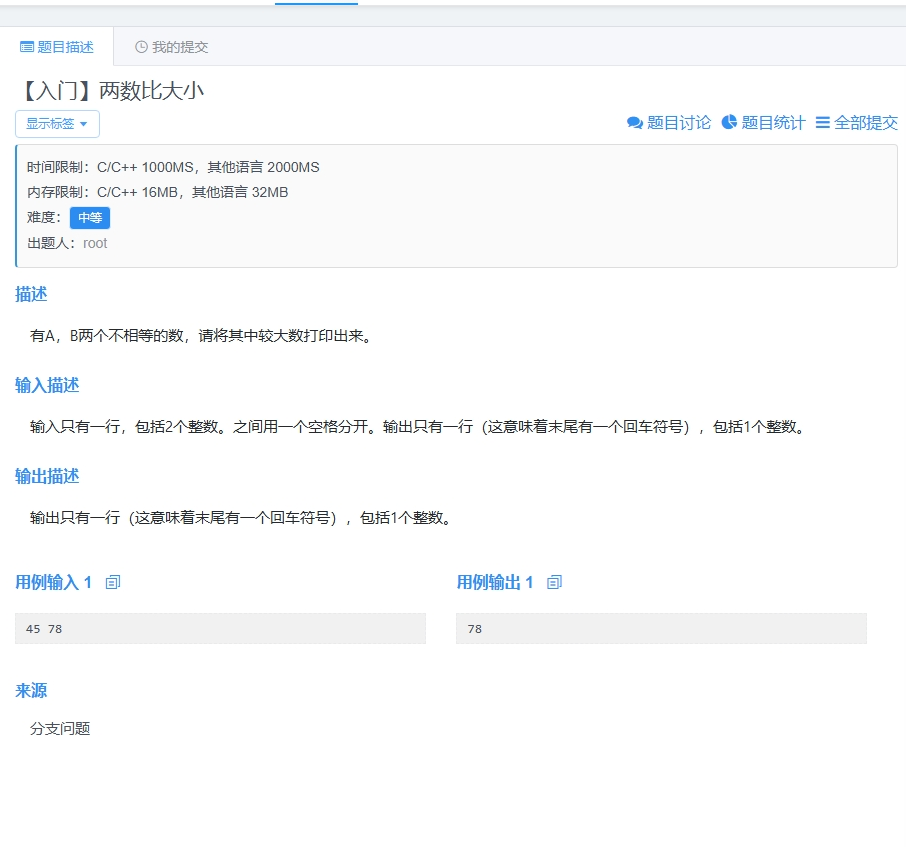 题目描述 我的提交
【入门】两数比大小
显示标签 题目讨论 题目统计 全部提交
时间限制：C/C++ 1000MS，其他语言 2000MS
内存限制：C/C++ 16MB，其他语言 32MB
难度： 中等
出题人： root
描述
有A，B两个不相等的数，请将其中较大数打印出来。
输入描述
输入只有一行，包括2个整数。之间用一个空格分开。输出只有一行（这意味着末尾有一个回车符号），包括1个整数。
输出描述
输出只有一行（这意味着末尾有一个回车符号），包括1个整数。
用例输入 1 用例输出 1
45 78 78
来源
分支问题